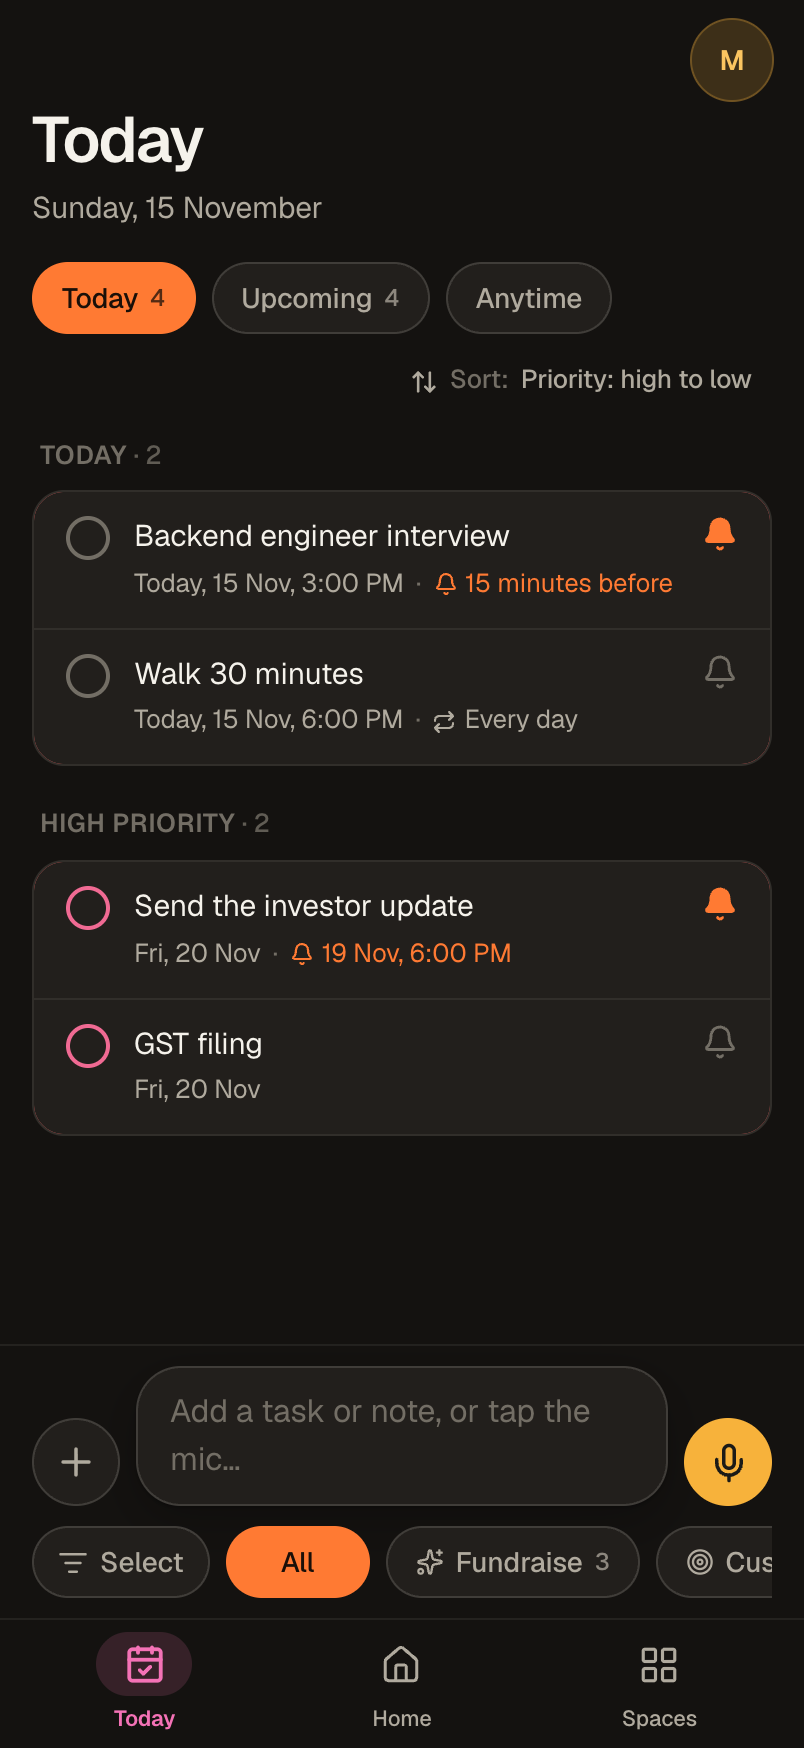 M
Today
Sunday, 15 November
Today 4
Upcoming 4
Anytime
Sort: Priority: high to low
TODAY · 2
Backend engineer interview
Today, 15 Nov, 3:00 PM · 15 minutes before
Walk 30 minutes
Today, 15 Nov, 6:00 PM · Every day
HIGH PRIORITY · 2
Send the investor update
Fri, 20 Nov · 19 Nov, 6:00 PM
GST filing
Fri, 20 Nov
Add a task or note, or tap the
mic...
Select
All
Fundraise 3
Cus
Today
Home
Spaces